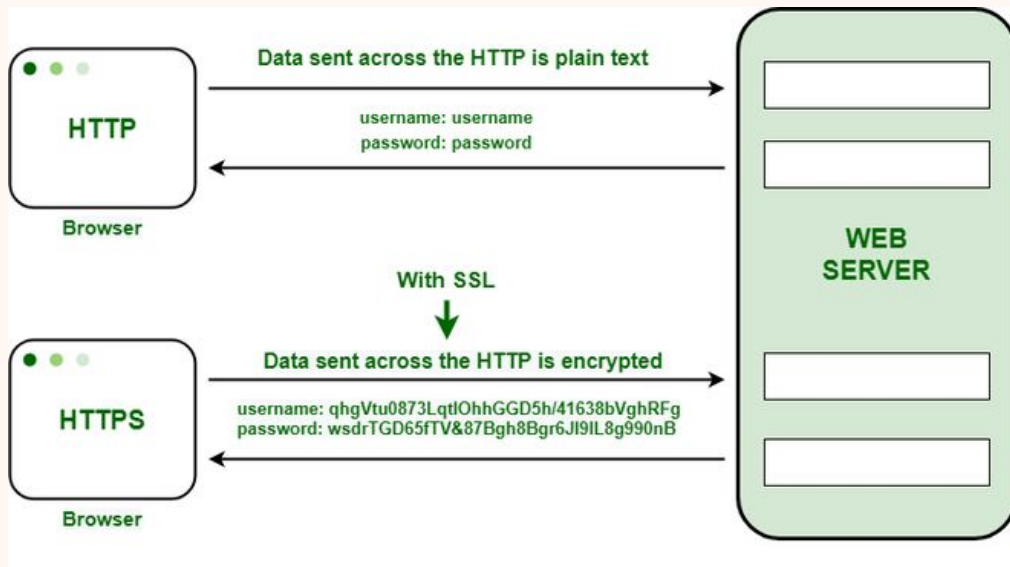 Data sent across the HTTP is plain text
HTTP
username: username
password: password
Browser
WEB
SERVER
With SSL
Data sent across the HTTP is encrypted
HTTPS
username: qhgVtu0873LqtIOhhGGD5h/41638bVghRFg
password: wsdrTGD65fTV&87Bgh8Bgr6JI9IL8g990nB
Browser